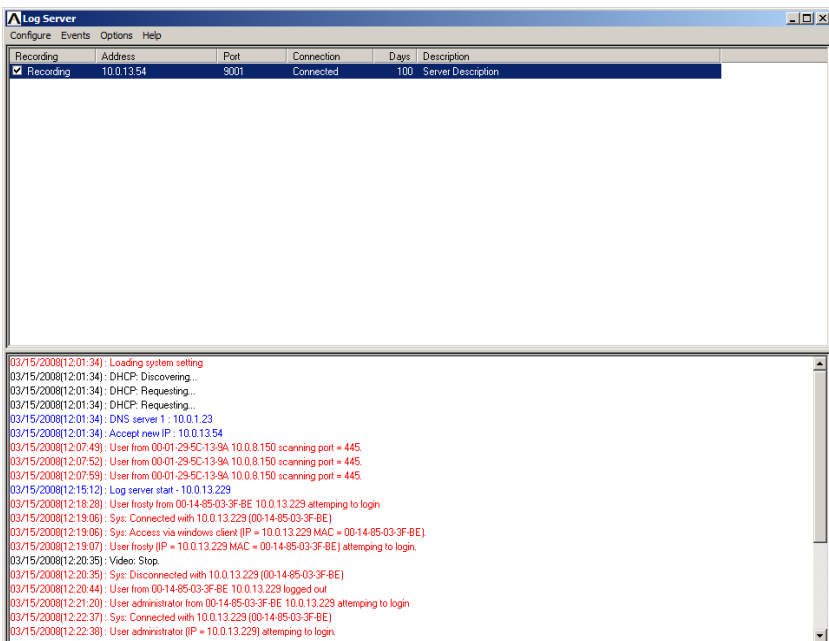 Log Server
Configure Events Options Help
Recording Address Port Connection Days Description
Recording 10.0.13.54 9001 Connected 100 Server Description
03/15/2008(12:01:34) : Loading system setting
03/15/2008(12:01:34) : DHCP: Discovering...
03/15/2008(12:01:34) : DHCP: Requesting...
03/15/2008(12:01:34) : DHCP: Requesting...
03/15/2008(12:01:34) : DNS server 1 : 10.0.1.23
03/15/2008(12:01:34) : Accept new IP : 10.0.13.54
03/15/2008(12:07:49) : User from 00-01-29-5C-13-9A 10.0.8.150 scanning port = 445.
03/15/2008(12:07:52) : User from 00-01-29-5C-13-9A 10.0.8.150 scanning port = 445.
03/15/2008(12:07:59) : User from 00-01-29-5C-13-9A 10.0.8.150 scanning port = 445.
03/15/2008(12:15:12) : Log server start - 10.0.13.229
03/15/2008(12:18:28) : User frosty from 00-14-85-03-3F-BE 10.0.13.229 attemping to login
03/15/2008(12:19:06) : Sys: Connected with 10.0.13.229 (00-14-85-03-3F-BE)
03/15/2008(12:19:06) : Sys: Access via windows client (IP = 10.0.13.229 MAC = 00-14-85-03-3F-BE).
03/15/2008(12:19:07) : User frosty (IP = 10.0.13.229 MAC = 00-14-85-03-3F-BE) attemping to login.
03/15/2008(12:20:35) : Video: Stop.
03/15/2008(12:20:35) : Sys: Disconnected with 10.0.13.229 (00-14-85-03-3F-BE)
03/15/2008(12:20:44) : User from 00-14-85-03-3F-BE 10.0.13.229 logged out
03/15/2008(12:21:20) : User administrator from 00-14-85-03-3F-BE 10.0.13.229 attemping to login
03/15/2008(12:22:37) : Sys: Connected with 10.0.13.229 (00-14-85-03-3F-BE)
03/15/2008(12:22:38) : User administrator (IP = 10.0.13.229) attemping to login.